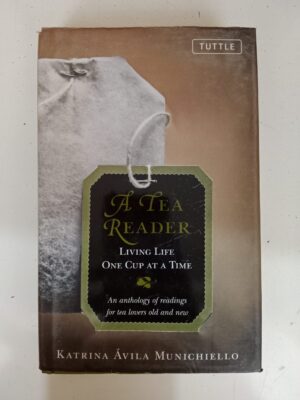 TUTTLE
A TEA
READER
LIVING LIFE
ONE CUP AT A TIME
An anthology of readings
for tea lovers old and new
KATRINA ÁVILA MUNICHIELLO